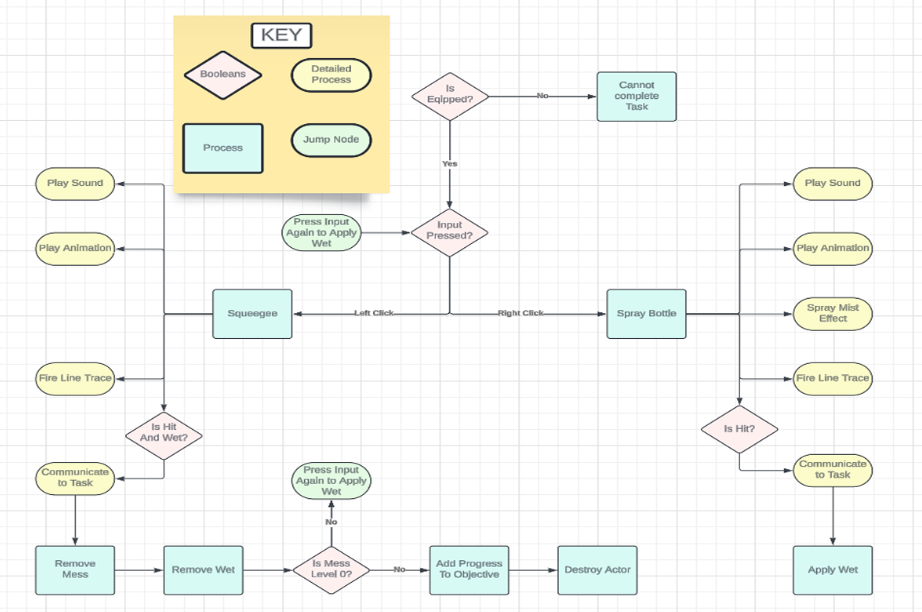 KEY
Booleans
Detailed
Process
Process
Jump Node
Is
Eqipped?
No
Cannot
complete
Task
Yes
Play Sound
Play Animation
Press Input
Again to Apply
Wet
Input
Pressed?
Play Sound
Play Animation
Squeegee
Left Click
Right Click
Spray Bottle
Spray Mist
Effect
Fire Line Trace
Fire Line Trace
Is Hit
And Wet?
Is Hit?
Communicate
to Task
Press Input
Again to Apply
Wet
Communicate
to Task
No
Remove
Mess
Remove Wet
Is Mess
Level 0?
No
Add Progress
To Objective
Destroy Actor
Apply Wet